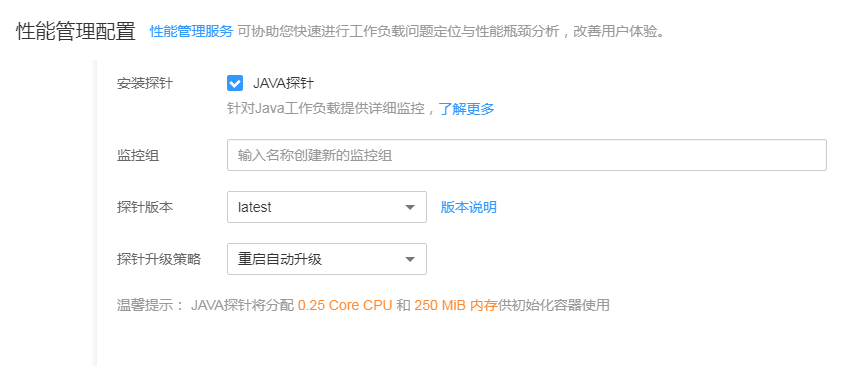 性能管理配置 性能管理服务 可协助您快速进行工作负载问题定位与性能瓶颈分析，改善用户体验。
安装探针 JAVA探针
针对Java工作负载提供详细监控，了解更多
监控组 输入名称创建新的监控组
探针版本 latest 版本说明
探针升级策略 重启自动升级
温馨提示： JAVA探针将分配 0.25 Core CPU 和 250 MiB 内存供初始化容器使用